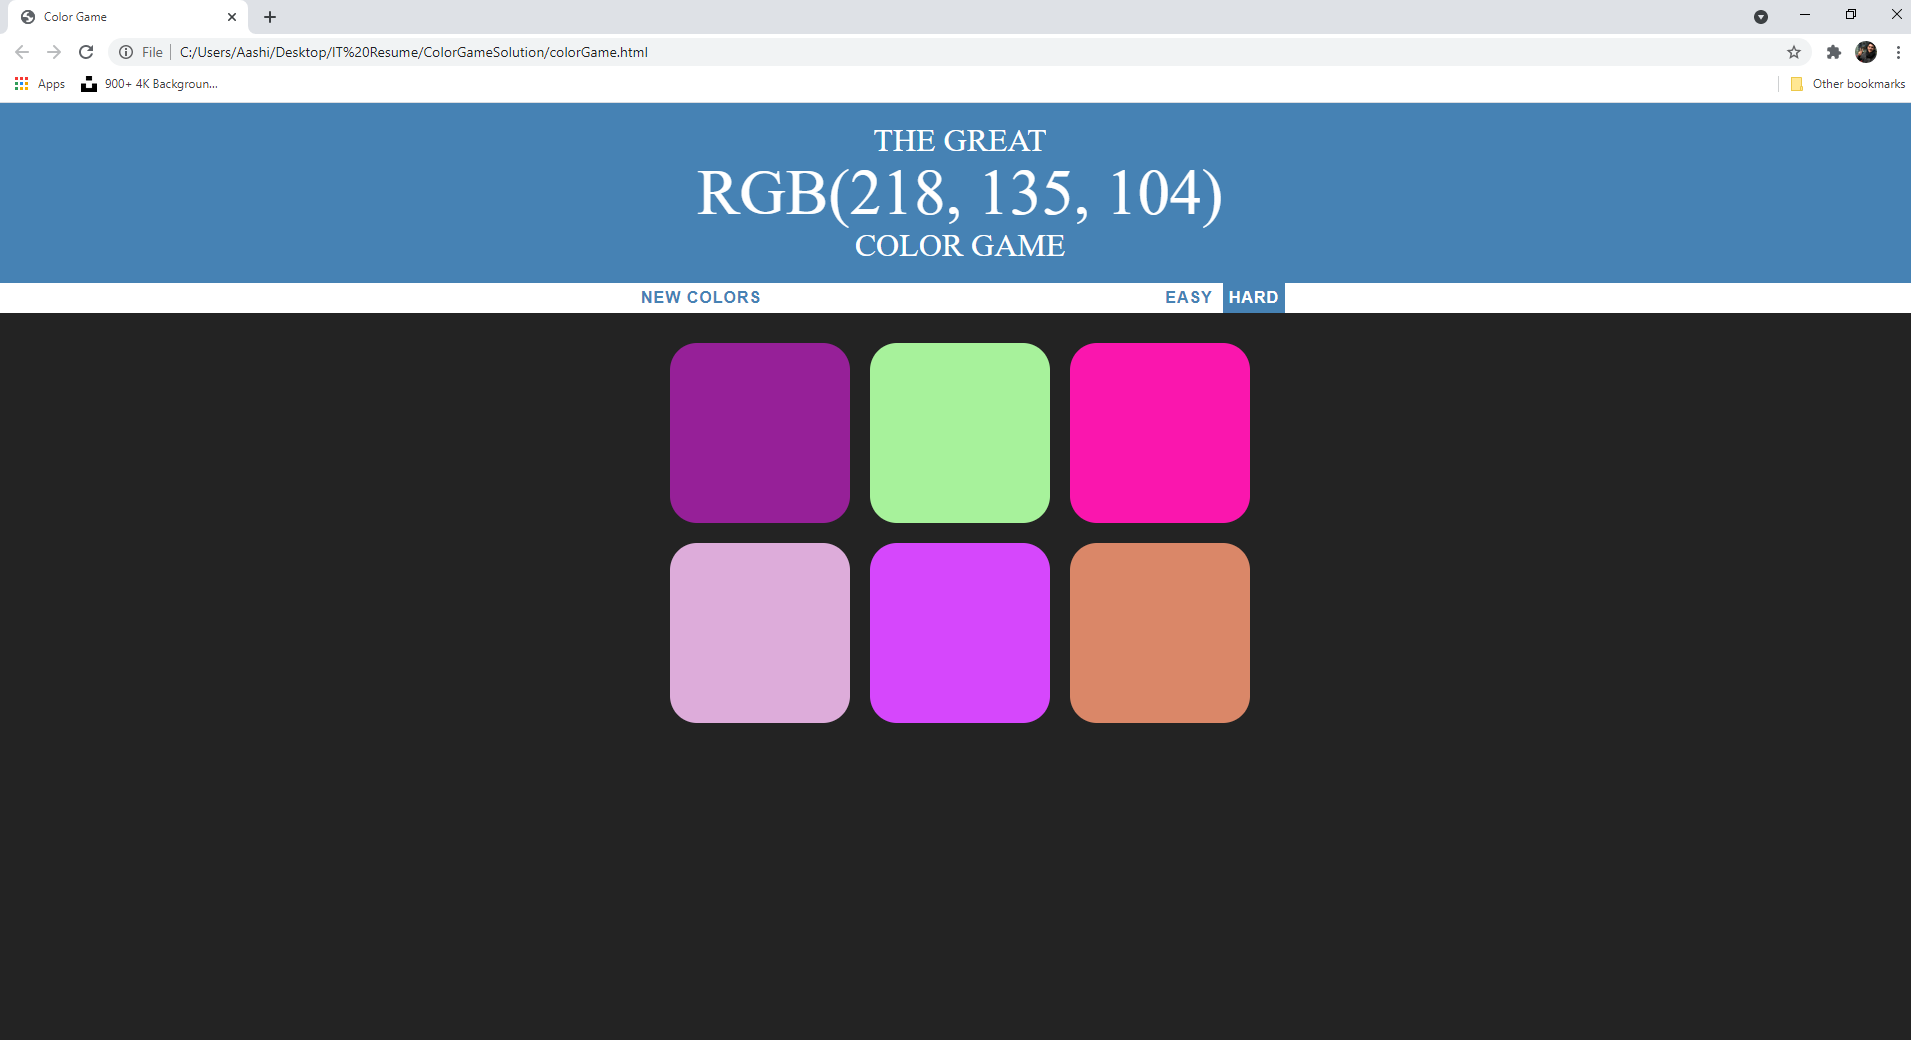 Color Game
File C:/Users/Aashi/Desktop/IT%20Resume/ColorGameSolution/colorGame.html
Apps 900+ 4K Backgroun... Other bookmarks
THE GREAT
RGB(218, 135, 104)
COLOR GAME
NEW COLORS EASY HARD